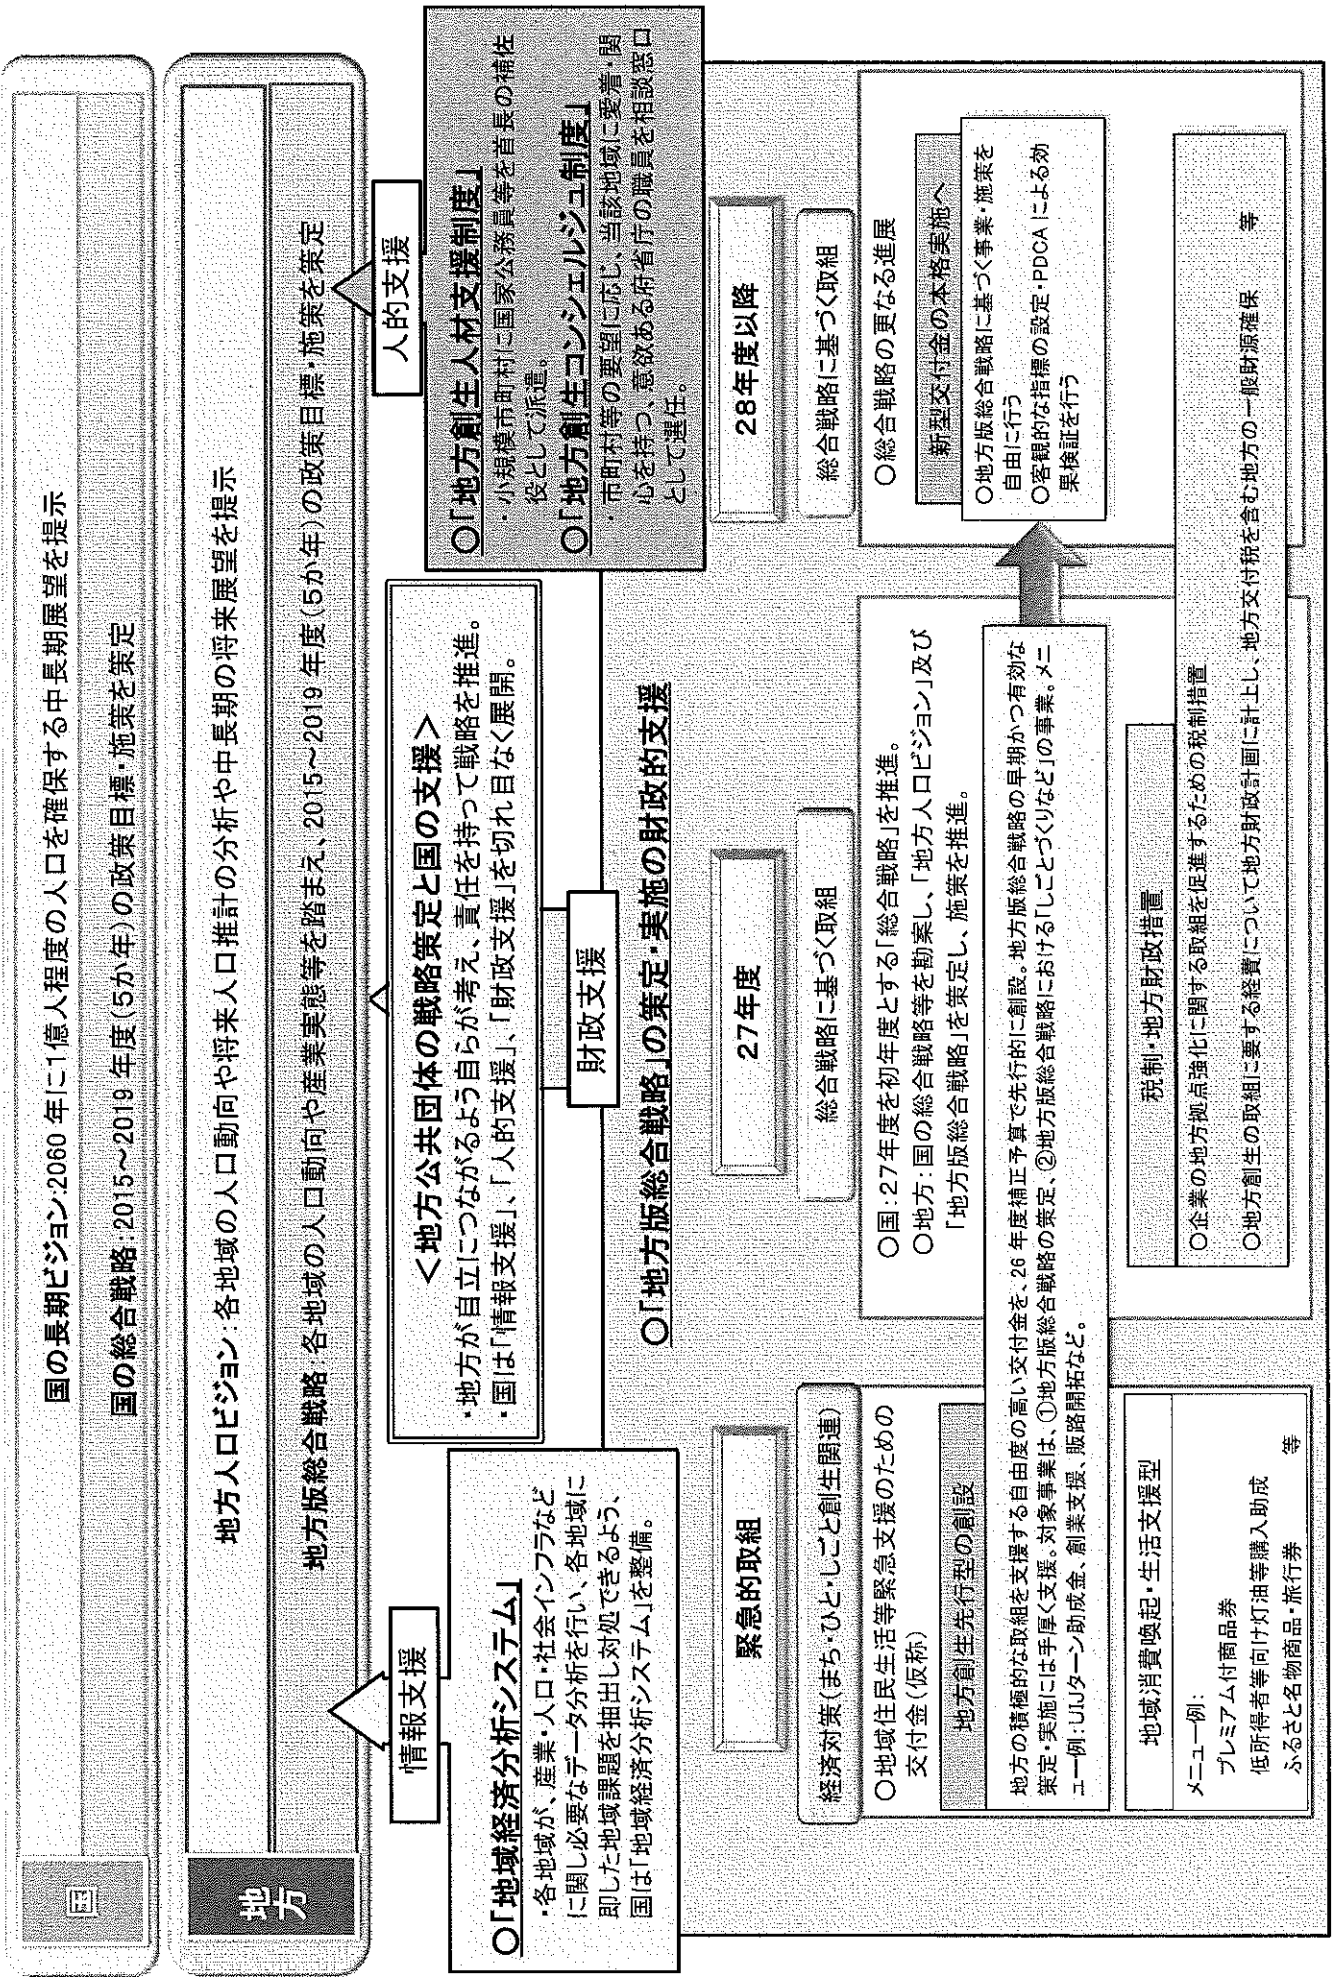 国
国の長期ビジョン:2060年に1億人程度の人口を確保する中長期展望を提示
国の総合戦略:2015～2019年度(5か年)の政策目標・施策を策定
地方
地方人口ビジョン:各地域の人口動向や将来人口推計の分析や中長期の将来展望を提示
地方版総合戦略:各地域の人口動向や産業実態等を踏まえ、2015～2019年度(5か年)の政策目標・施策を策定
情報支援
○「地域経済分析システム」
・各地域が、産業・人口・社会インフラなど
に関し必要なデータ分析を行い、各地域に
即した地域課題を抽出し対処できるよう、
国は「地域経済分析システム」を整備。
＜地方公共団体の戦略策定と国の支援＞
・地方が自立につながるよう自らが考え、責任を持って戦略を推進。
・国は「情報支援」、「人的支援」、「財政支援」を切れ目なく展開。
財政支援
人的支援
○「地方創生人材支援制度」
・小規模市町村に国家公務員等を首長の補佐
役として派遣。
○「地方創生コンシェルジュ制度」
・市町村等の要望に応じ、当該地域に愛着・関
心を持つ、意欲ある府省庁の職員を相談窓口
として選任。
○「地方版総合戦略」の策定・実施の財政的支援
緊急的取組
経済対策(まち・ひと・しごと創生関連)
○地域住民生活等緊急支援のための
交付金(仮称)
地方創生先行型の創設
地方の積極的な取組を支援する自由度の高い交付金を、26年度補正予算で先行的に創設。地方版総合戦略の早期かつ有効な
策定・実施には手厚く支援。対象事業は、①地方版総合戦略の策定、②地方版総合戦略における「しごとづくりなど」の事業。メニ
ュー例:UIJターン助成金、創業支援、販路開拓など。
地域消費喚起・生活支援型
メニュー例:
プレミアム付商品券
低所得者等向け灯油等購入助成
ふるさと名物商品・旅行券 等
27年度
総合戦略に基づく取組
○国:27年度を初年度とする「総合戦略」を推進。
○地方:国の総合戦略等を勘案し、「地方人口ビジョン」及び
「地方版総合戦略」を策定し、施策を推進。
28年度以降
総合戦略に基づく取組
○総合戦略の更なる進展
新型交付金の本格実施へ
○地方版総合戦略に基づく事業・施策を
自由に行う
○客観的な指標の設定・PDCAによる効
果検証を行う
税制・地方財政措置
○企業の地方拠点強化に関する取組を促進するための税制措置
○地方創生の取組に要する経費について地方財政計画に計上し、地方交付税を含む地方の一般財源確保 等